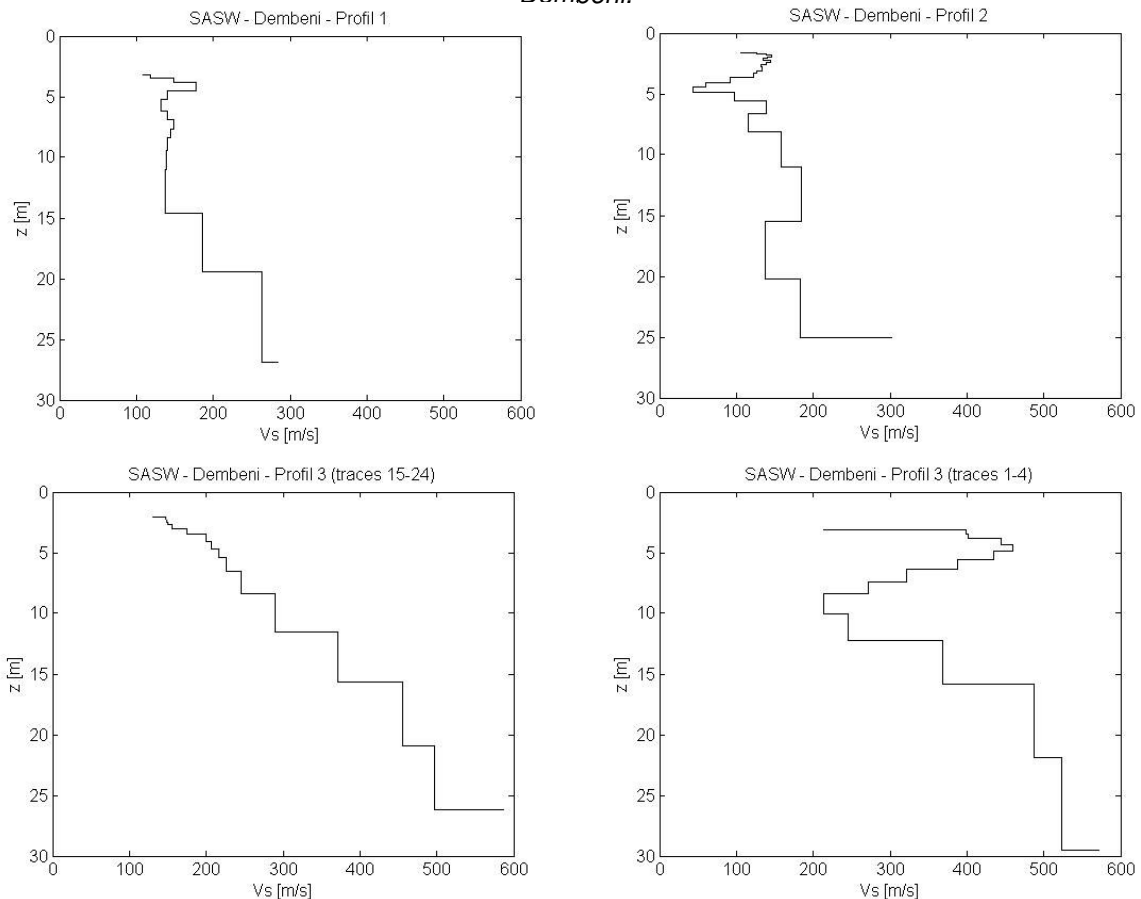 Dembeni.
SASW - Dembeni - Profil 1
0
5
10
15
20
25
30
z [m]
0 100 200 300 400 500 600
Vs [m/s]
SASW - Dembeni - Profil 2
0
5
10
15
20
25
30
z [m]
0 100 200 300 400 500 600
Vs [m/s]
SASW - Dembeni - Profil 3 (traces 15-24)
0
5
10
15
20
25
30
z [m]
0 100 200 300 400 500 600
Vs [m/s]
SASW - Dembeni - Profil 3 (traces 1-4)
0
5
10
15
20
25
30
z [m]
0 100 200 300 400 500 600
Vs [m/s]